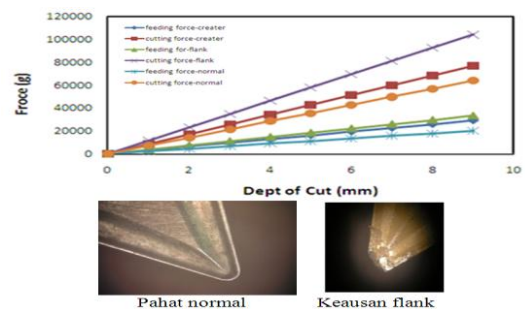 120000
100000
80000
60000
40000
20000
0
Froce (g)
feeding force-creater
cutting force-creater
feeding for-flank
cutting force-flank
feeding force-normal
cutting force-normal
0 2 4 6 8 10
Dept of Cut (mm)
Pahat normal
Keausan flank